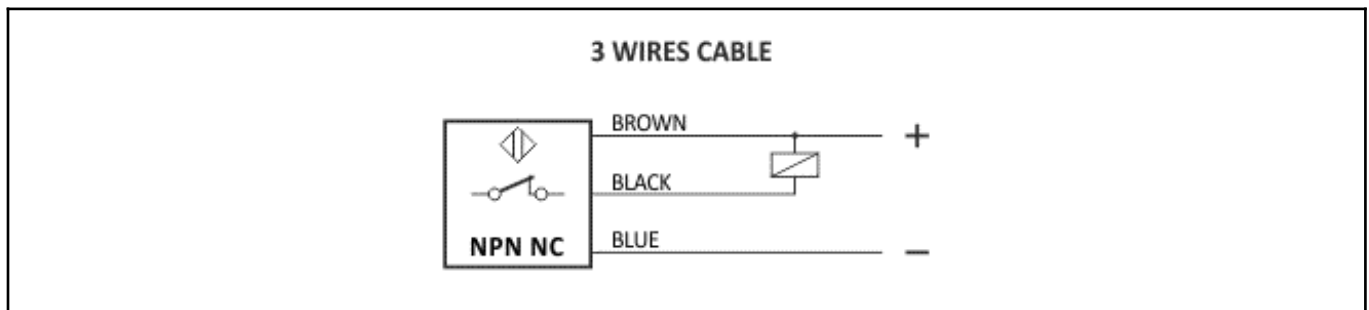 3 WIRES CABLE
BROWN
+
BLACK
NPN NC
BLUE
−